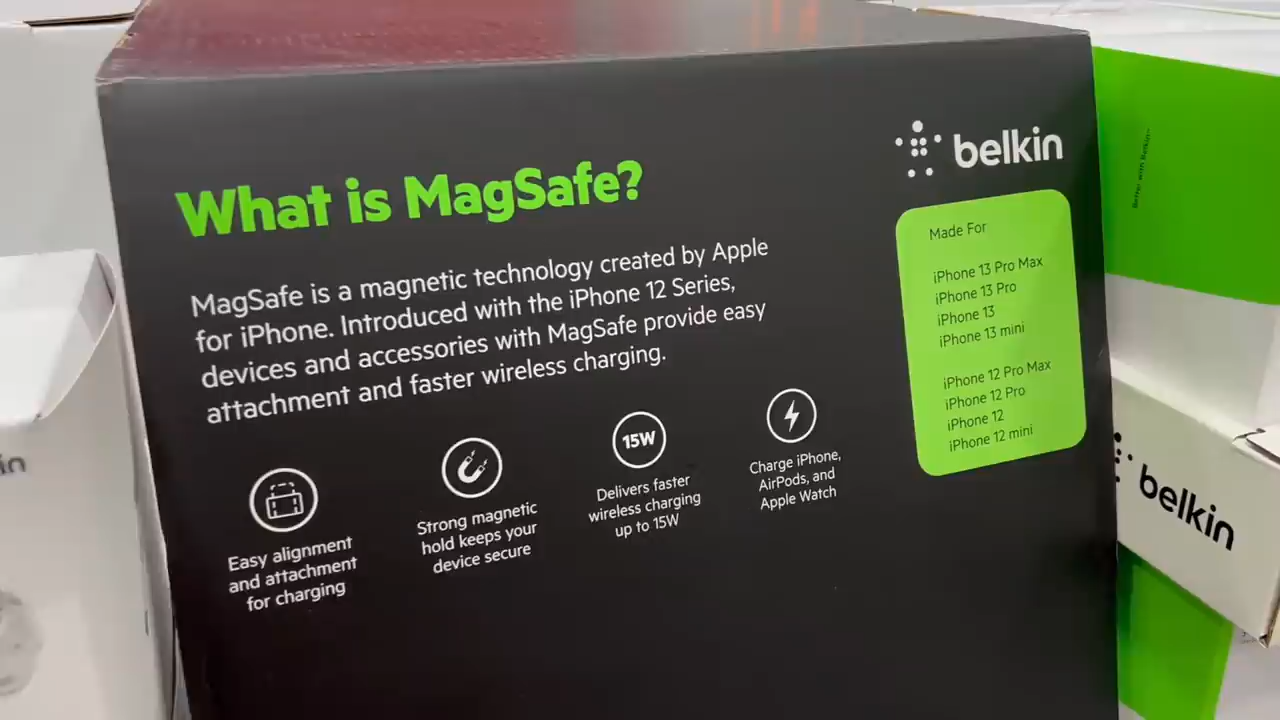 What is MagSafe?
MagSafe is a magnetic technology created by Apple
for iPhone. Introduced with the iPhone 12 Series,
devices and accessories with MagSafe provide easy
attachment and faster wireless charging.
Easy alignment
and attachment
for charging
Strong magnetic
hold keeps your
device secure
15W
Delivers faster
wireless charging
up to 15W
Charge iPhone,
AirPods, and
Apple Watch
belkin
Made For
iPhone 13 Pro Max
iPhone 13 Pro
iPhone 13
iPhone 13 mini
iPhone 12 Pro Max
iPhone 12 Pro
iPhone 12
iPhone 12 mini
Better with Belkin™
belkin
in